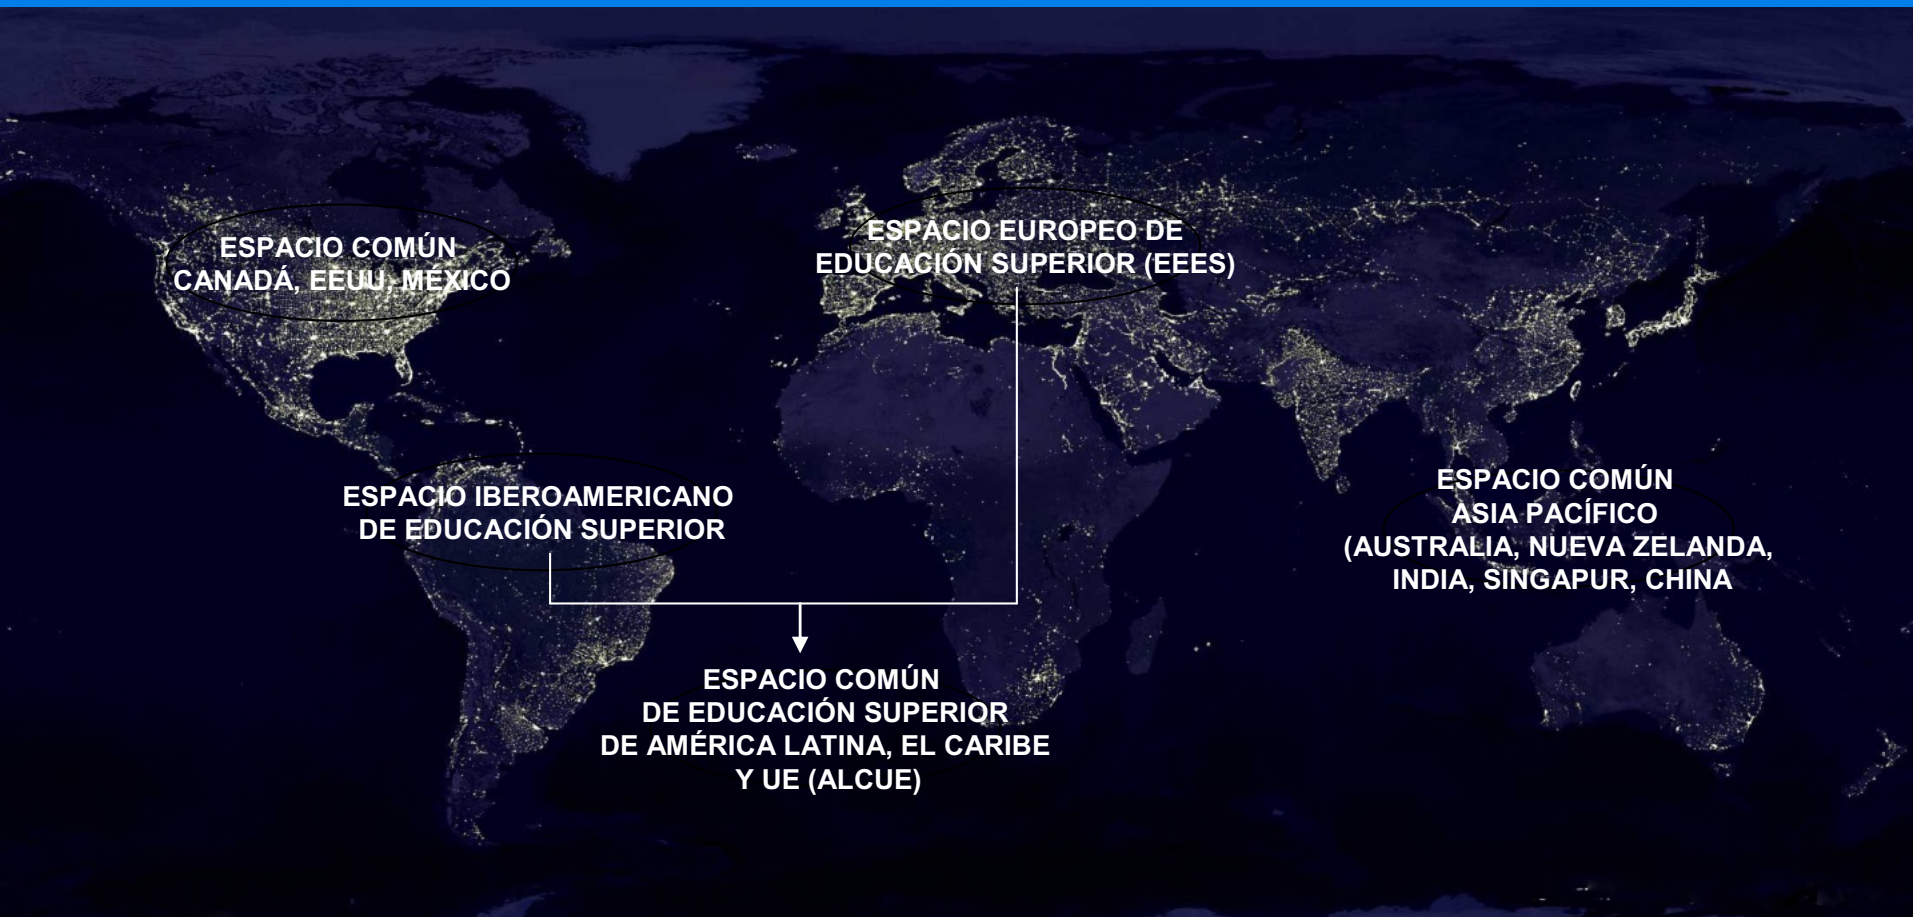 ESPACIO COMÚN
CANADÁ, EEUU, MÉXICO
ESPACIO EUROPEO DE
EDUCACIÓN SUPERIOR (EEES)
ESPACIO IBEROAMERICANO
DE EDUCACIÓN SUPERIOR
ESPACIO COMÚN
ASIA PACÍFICO
(AUSTRALIA, NUEVA ZELANDA,
INDIA, SINGAPUR, CHINA
ESPACIO COMÚN
DE EDUCACIÓN SUPERIOR
DE AMÉRICA LATINA, EL CARIBE
Y UE (ALCUE)